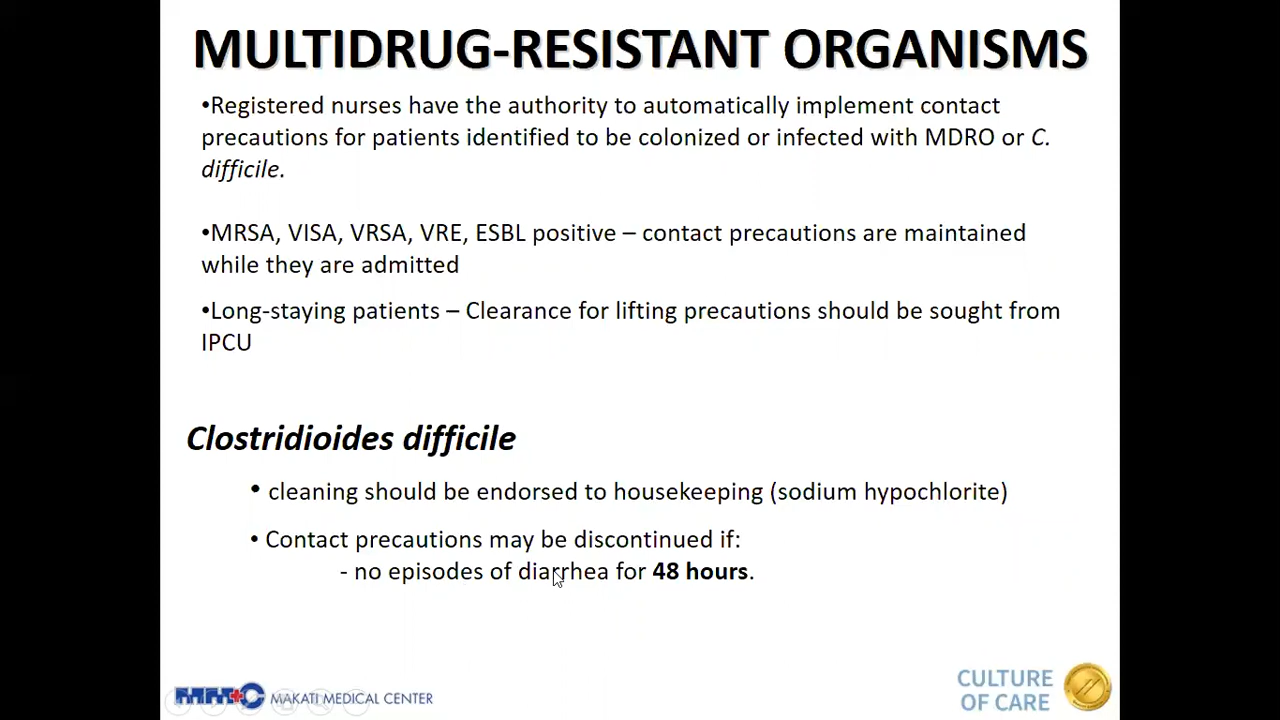 MULTIDRUG-RESISTANT ORGANISMS
•Registered nurses have the authority to automatically implement contact
precautions for patients identified to be colonized or infected with MDRO or C.
difficile.
•MRSA, VISA, VRSA, VRE, ESBL positive – contact precautions are maintained
while they are admitted
•Long-staying patients – Clearance for lifting precautions should be sought from
IPCU
Clostridioides difficile
• cleaning should be endorsed to housekeeping (sodium hypochlorite)
• Contact precautions may be discontinued if:
- no episodes of diarrhea for 48 hours.
MMC MAKATI MEDICAL CENTER
CULTURE
OF CARE